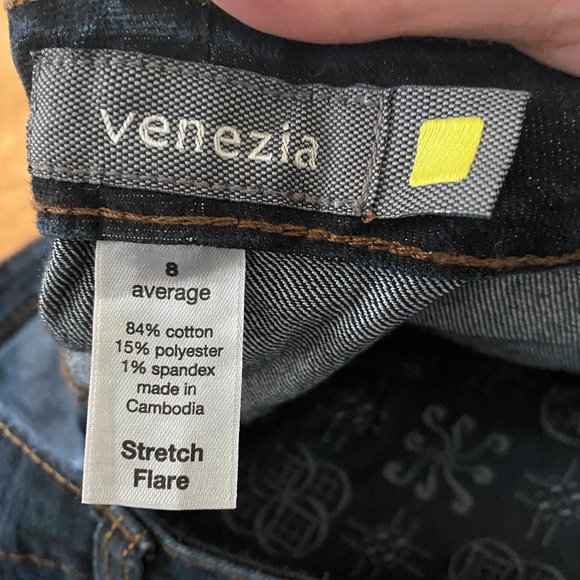 venezia
8
average
84% cotton
15% polyester
1% spandex
made in
Cambodia
Stretch
Flare